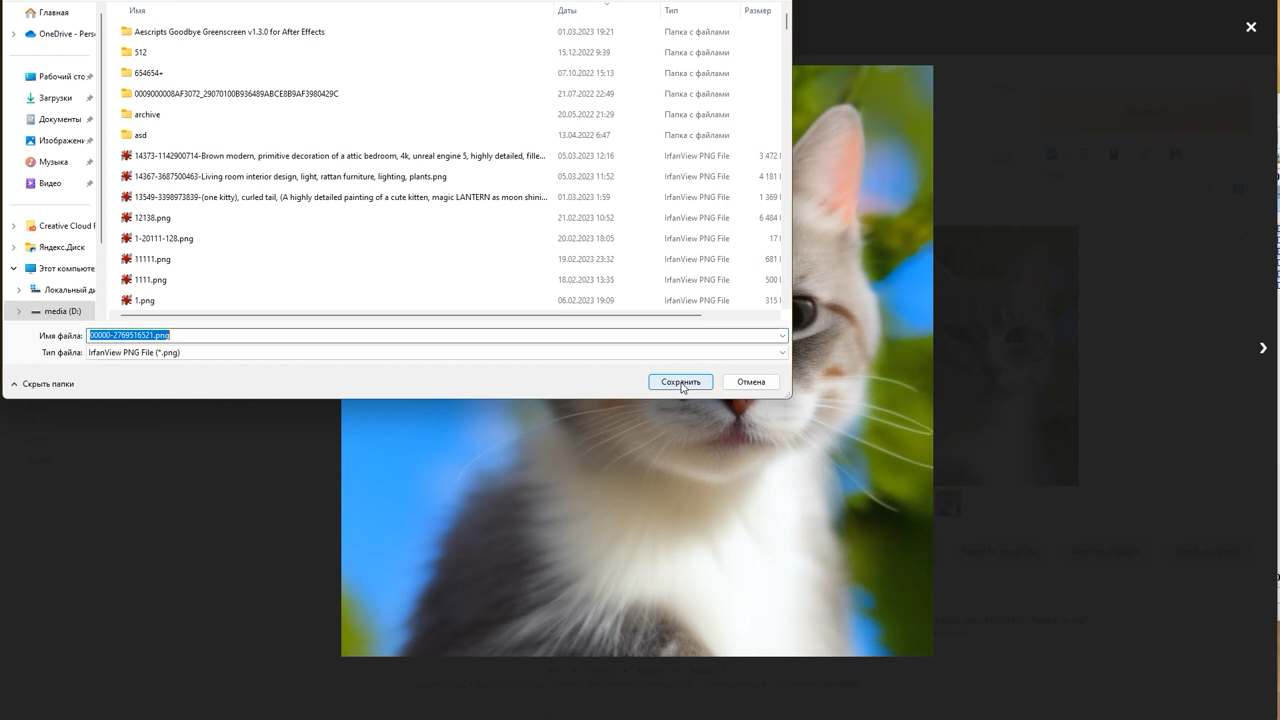 Главная
OneDrive - Pers
Рабочий сто
Загрузки
Документы
Изображени
Музыка
Видео
Creative Cloud F
Яндекс.Диск
Этот компьюте
Локальный ди
media (D:)
Имя Даты Тип Размер
Aescripts Goodbye Greenscreen v1.3.0 for After Effects 01.03.2023 19:21 Папка с файлами
512 15.12.2022 9:39 Папка с файлами
654654+ 07.10.2022 15:13 Папка с файлами
0009000008AF3072_29070100B936489ABCE8B9AF3980429C 21.07.2022 22:49 Папка с файлами
archive 20.05.2022 21:29 Папка с файлами
asd 13.04.2022 6:47 Папка с файлами
14373-1142900714-Brown modern, primitive decoration of a attic bedroom, 4k, unreal engine 5, highly detailed, fille... 05.03.2023 12:16 IrfanView PNG File 3 472
14367-3687500463-Living room interior design, light, rattan furniture, lighting, plants.png 05.03.2023 11:52 IrfanView PNG File 4 181
13549-3398973839-(one kitty), curled tail, (A highly detailed painting of a cute kitten, magic LANTERN as moon shini... 01.03.2023 1:59 IrfanView PNG File 1 369
12138.png 21.02.2023 10:52 IrfanView PNG File 6 484
1-20111-128.png 20.02.2023 18:05 IrfanView PNG File 17
11111.png 19.02.2023 23:32 IrfanView PNG File 681
1111.png 18.02.2023 13:35 IrfanView PNG File 500
1.png 06.02.2023 19:09 IrfanView PNG File 315
Имя файла: 00000-2769516521.png
Тип файла: IrfanView PNG File (*.png)
Скрыть папки Сохранить Отмена